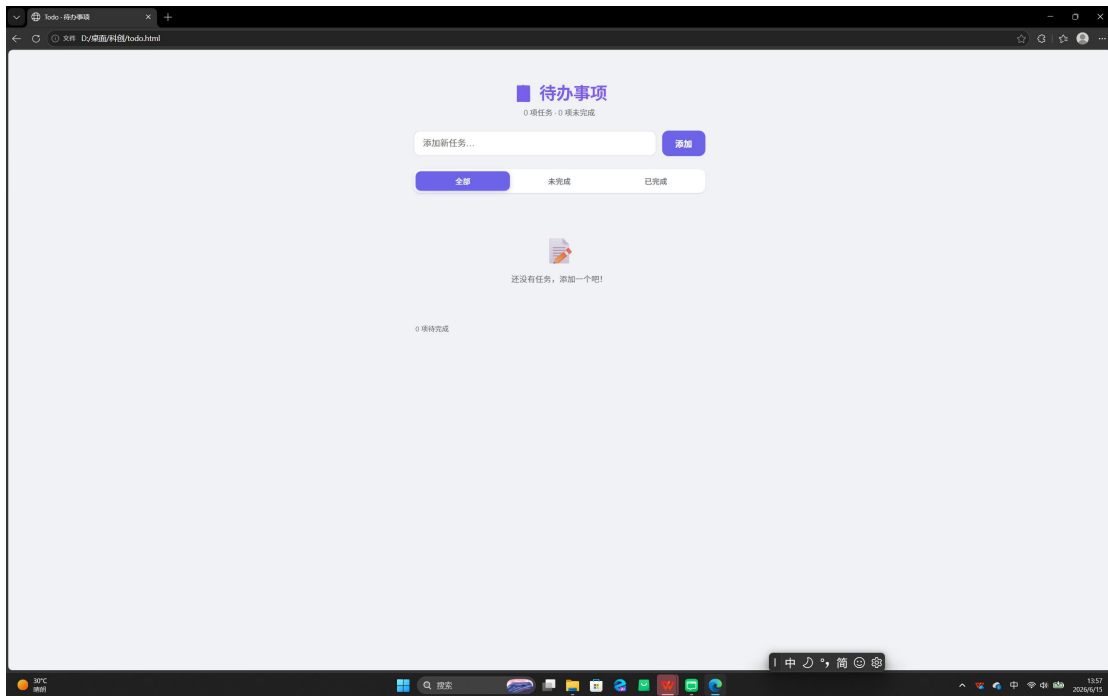 Todo - 待办事项
文件 D:/桌面/科创/todo.html
待办事项
0 项任务 · 0 项未完成
添加新任务...
添加
全部 未完成 已完成
还没有任务，添加一个吧！
0 项待完成
中 简
30°C
晴朗
搜索
中
13:57
2026/6/15